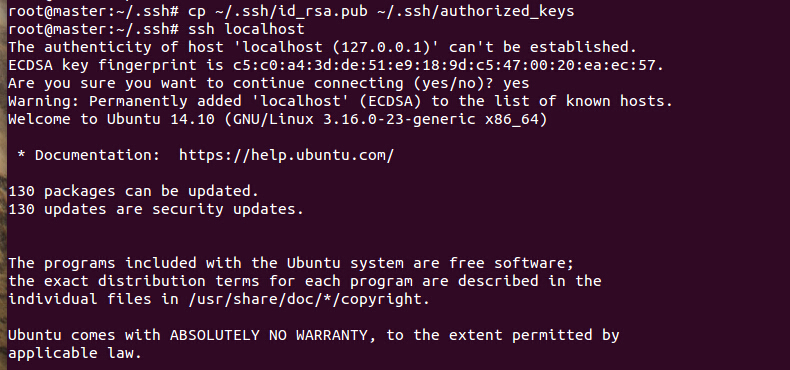 root@master:~/.ssh# cp ~/.ssh/id_rsa.pub ~/.ssh/authorized_keys
root@master:~/.ssh# ssh localhost
The authenticity of host 'localhost (127.0.0.1)' can't be established.
ECDSA key fingerprint is c5:c0:a4:3d:de:51:e9:18:9d:c5:47:00:20:ea:ec:57.
Are you sure you want to continue connecting (yes/no)? yes
Warning: Permanently added 'localhost' (ECDSA) to the list of known hosts.
Welcome to Ubuntu 14.10 (GNU/Linux 3.16.0-23-generic x86_64)
* Documentation:  https://help.ubuntu.com/
130 packages can be updated.
130 updates are security updates.
The programs included with the Ubuntu system are free software;
the exact distribution terms for each program are described in the
individual files in /usr/share/doc/*/copyright.
Ubuntu comes with ABSOLUTELY NO WARRANTY, to the extent permitted by
applicable law.